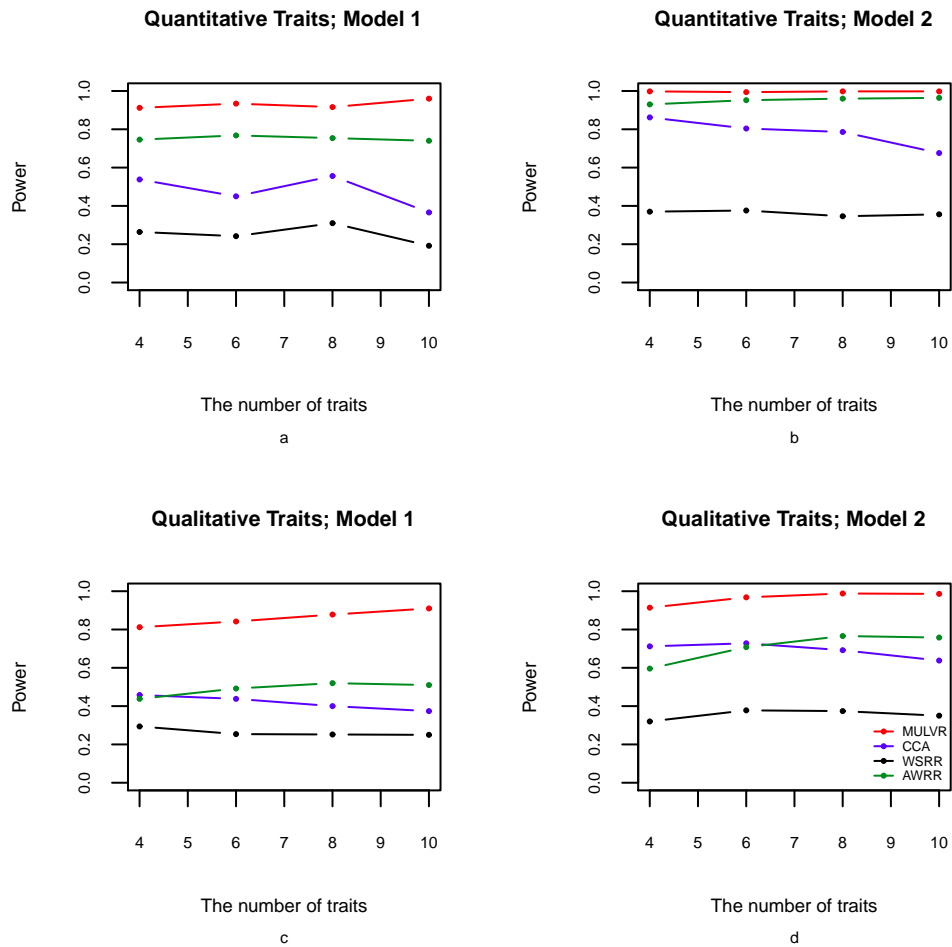 Quantitative Traits; Model 1
Power
1.0
0.8
0.6
0.4
0.2
0.0
4 5 6 7 8 9 10
The number of traits
a
Quantitative Traits; Model 2
Power
1.0
0.8
0.6
0.4
0.2
0.0
4 5 6 7 8 9 10
The number of traits
b
Qualitative Traits; Model 1
Power
1.0
0.8
0.6
0.4
0.2
0.0
4 5 6 7 8 9 10
The number of traits
c
Qualitative Traits; Model 2
Power
1.0
0.8
0.6
0.4
0.2
0.0
MULVR
CCA
WSRR
AWRR
4 5 6 7 8 9 10
The number of traits
d